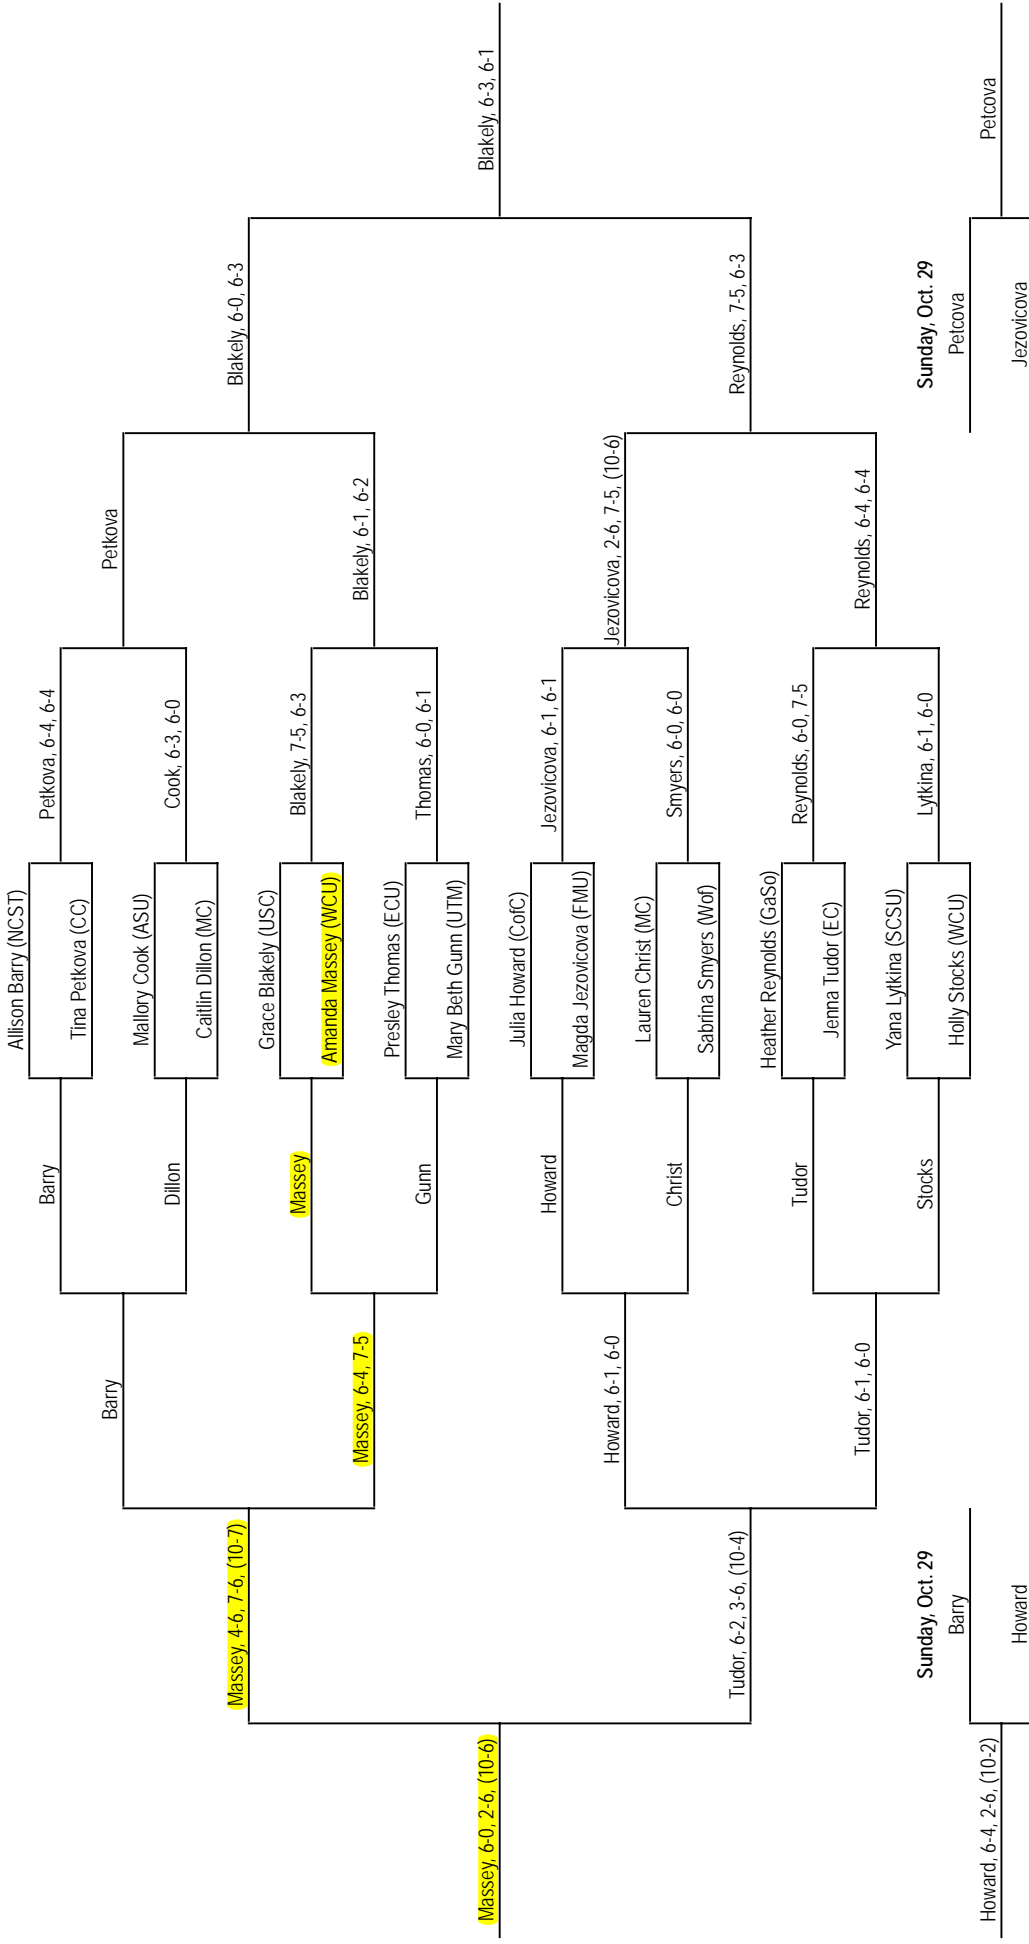 Allison Barry (NCST)
Barry
Petkova, 6-4, 6-4
Tina Petkova (CC)
Barry
Petkova
Mallory Cook (ASU)
Dillon
Cook, 6-3, 6-0
Caitlin Dillon (MC)
Massey, 4-6, 7-6, (10-7)
Blakely, 6-0, 6-3
Grace Blakely (USC)
Massey
Blakely, 7-5, 6-3
Amanda Massey (WCU)
Massey, 6-4, 7-5
Blakely, 6-1, 6-2
Presley Thomas (ECU)
Gunn
Thomas, 6-0, 6-1
Mary Beth Gunn (UTM)
Massey, 6-0, 2-6, (10-6)
Blakely, 6-3, 6-1
Julia Howard (CofC)
Howard
Jezovicova, 6-1, 6-1
Magda Jezovicova (FMU)
Howard, 6-1, 6-0
Jezovicova, 2-6, 7-5, (10-6)
Lauren Christ (MC)
Christ
Smyers, 6-0, 6-0
Sabrina Smyers (Wof)
Tudor, 6-2, 3-6, (10-4)
Reynolds, 7-5, 6-3
Heather Reynolds (GaSo)
Tudor
Reynolds, 6-0, 7-5
Jenna Tudor (EC)
Tudor, 6-1, 6-0
Reynolds, 6-4, 6-4
Yana Lytkina (SCSU)
Stocks
Lytkina, 6-1, 6-0
Holly Stocks (WCU)
Sunday, Oct. 29
Barry
Howard, 6-4, 2-6, (10-2)
Howard
Sunday, Oct. 29
Petcova
Petcova
Jezovicova